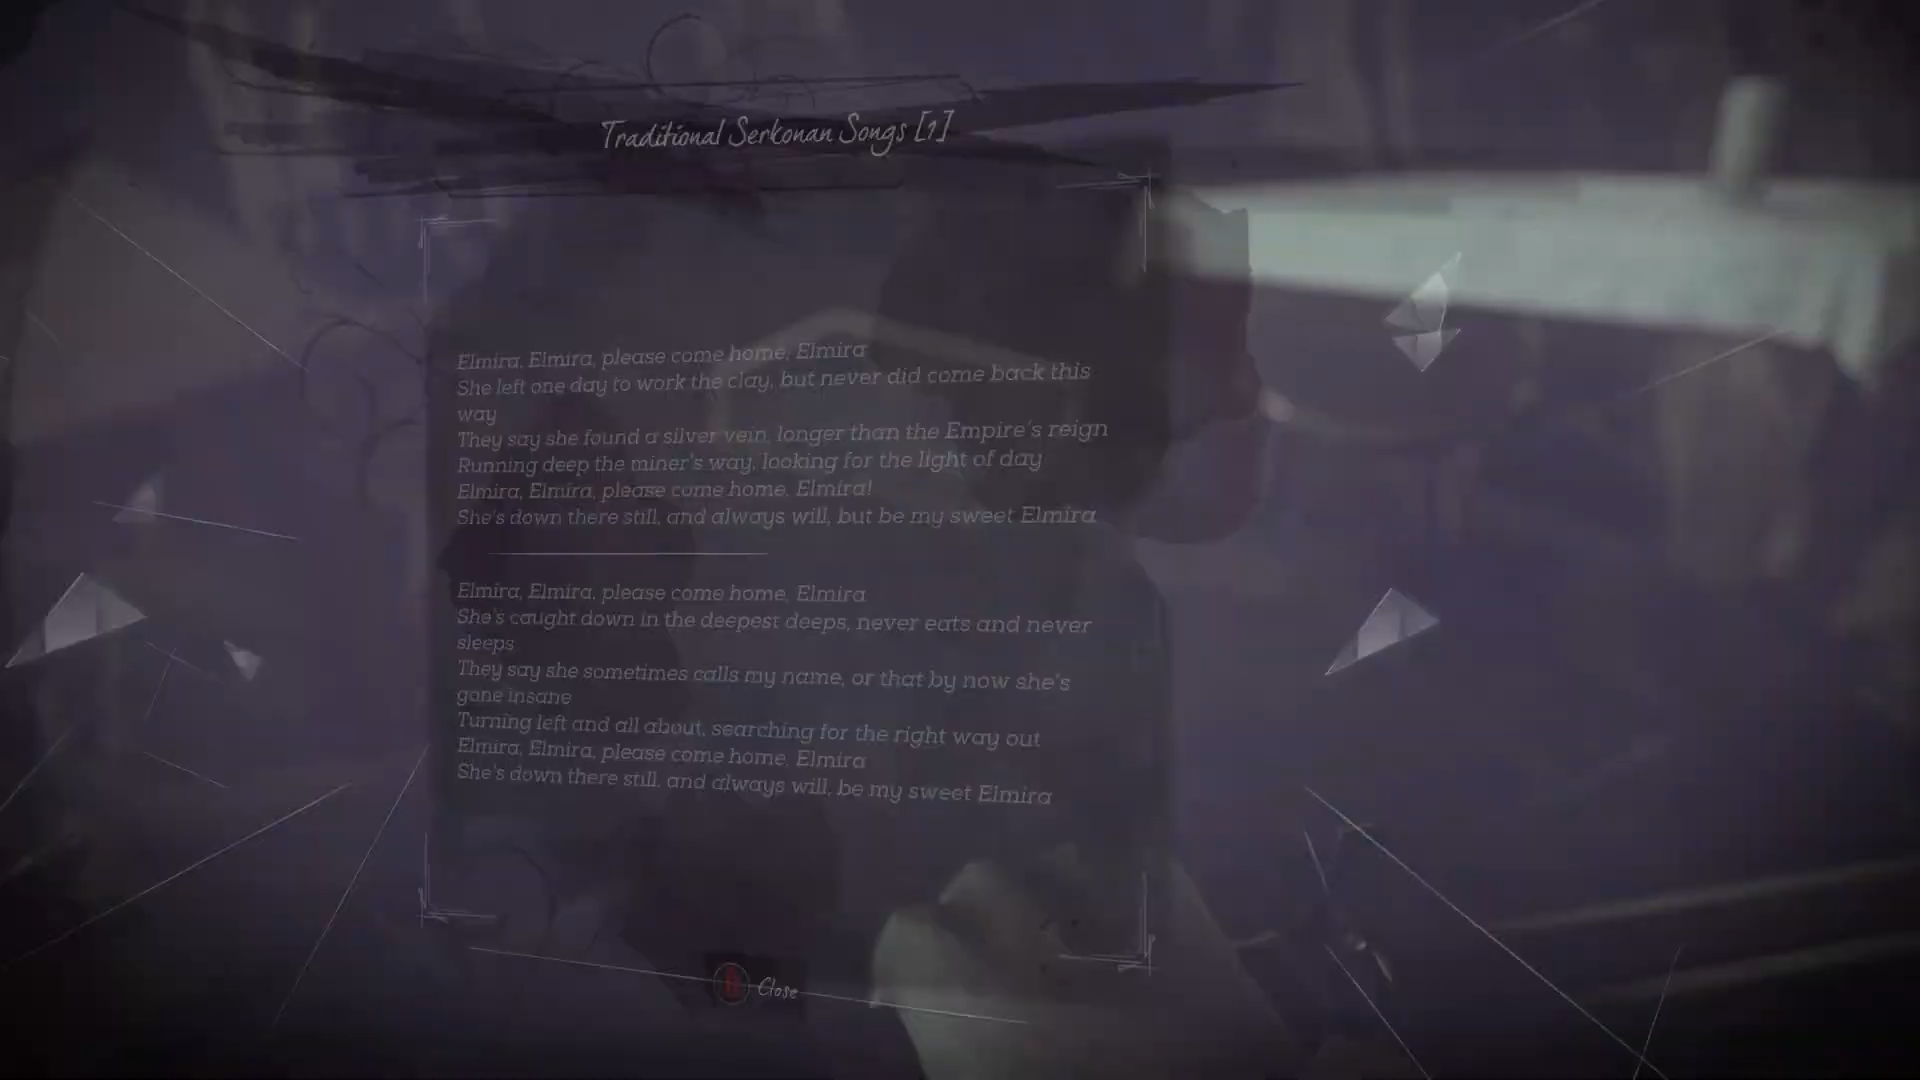 Traditional Serkonan Songs [1]
Elmira, Elmira, please come home, Elmira
She left one day to work the clay, but never did come back this
way
They say she found a silver vein, longer than the Empire's reign
Running deep the miner's way, looking for the light of day
Elmira, Elmira, please come home, Elmira!
She's down there still, and always will, but be my sweet Elmira
Elmira, Elmira, please come home, Elmira
She's caught down in the deepest deeps, never eats and never
sleeps
They say she sometimes calls my name, or that by now she's
gone insane
Turning left and all about, searching for the right way out
Elmira, Elmira, please come home, Elmira
She's down there still, and always will, be my sweet Elmira
Close